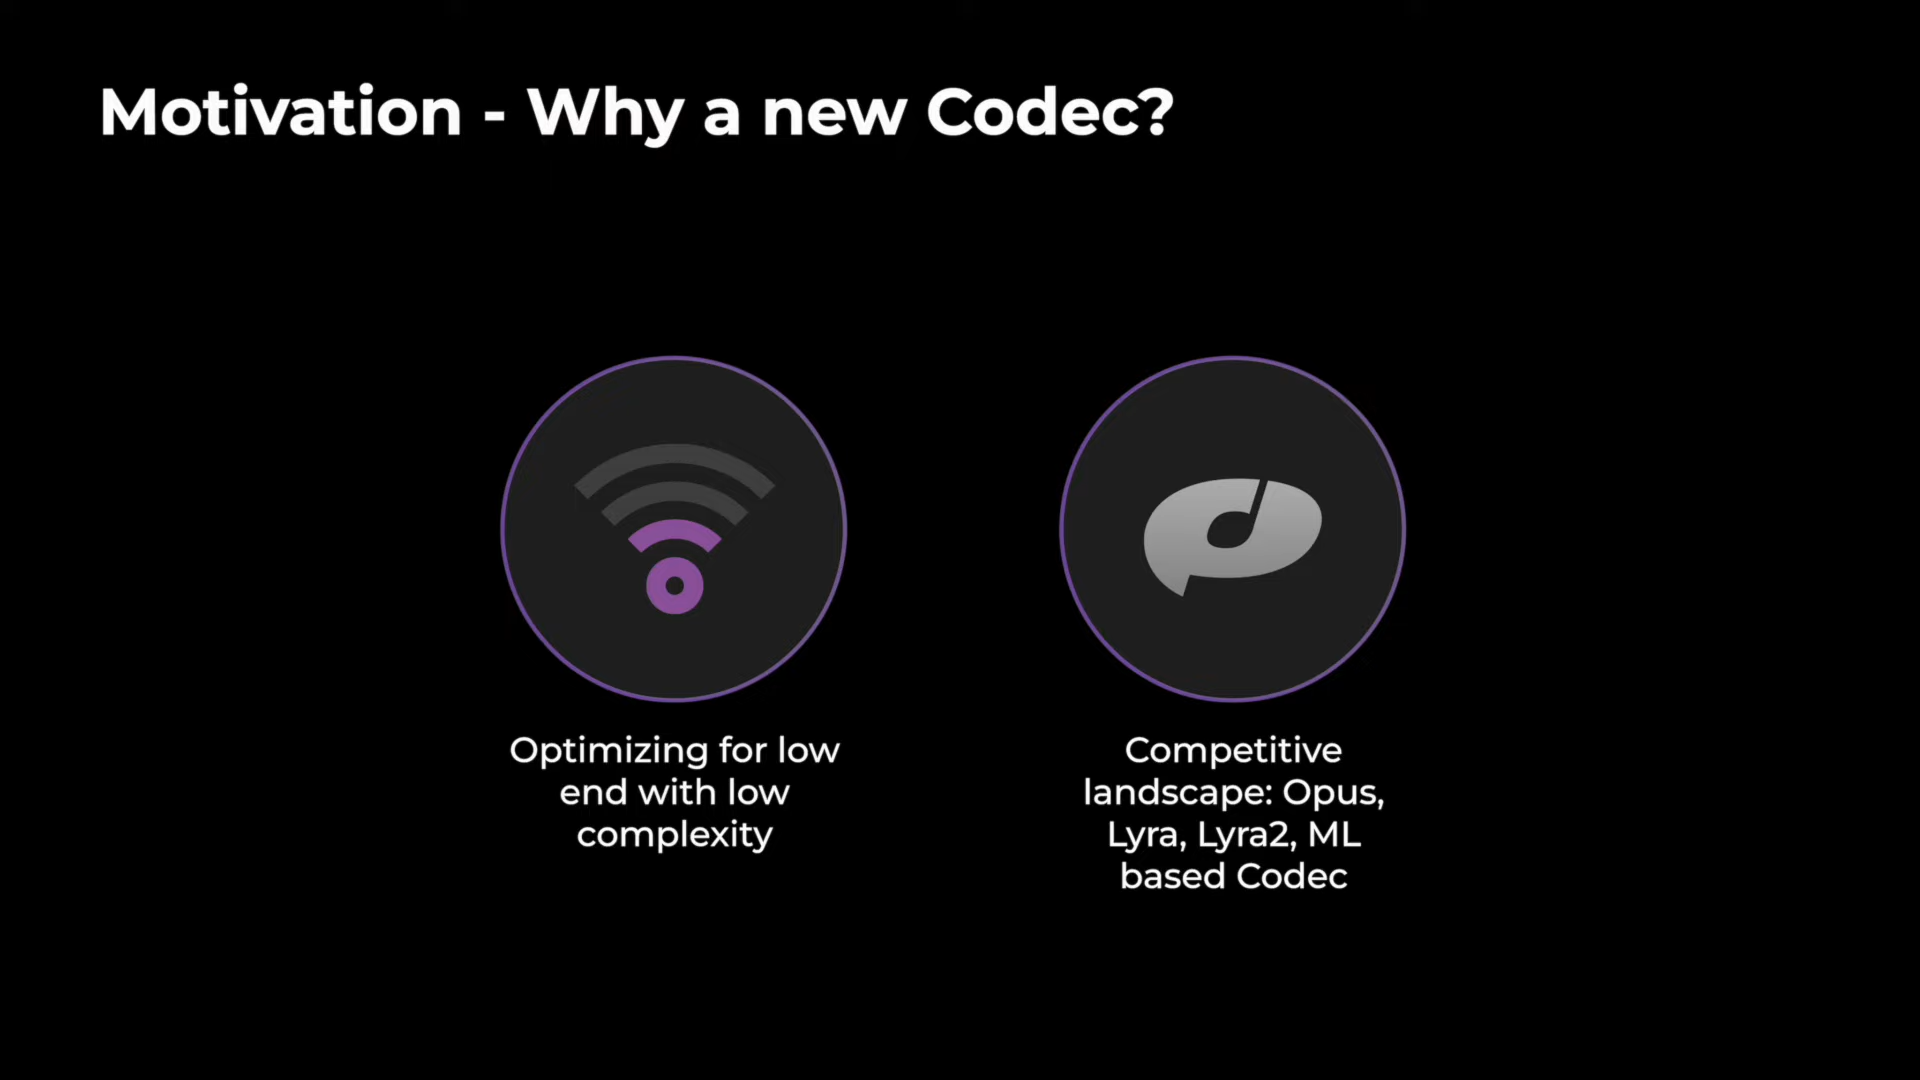 Motivation - Why a new Codec?
Optimizing for low
end with low
complexity
Competitive
landscape: Opus,
Lyra, Lyra2, ML
based Codec